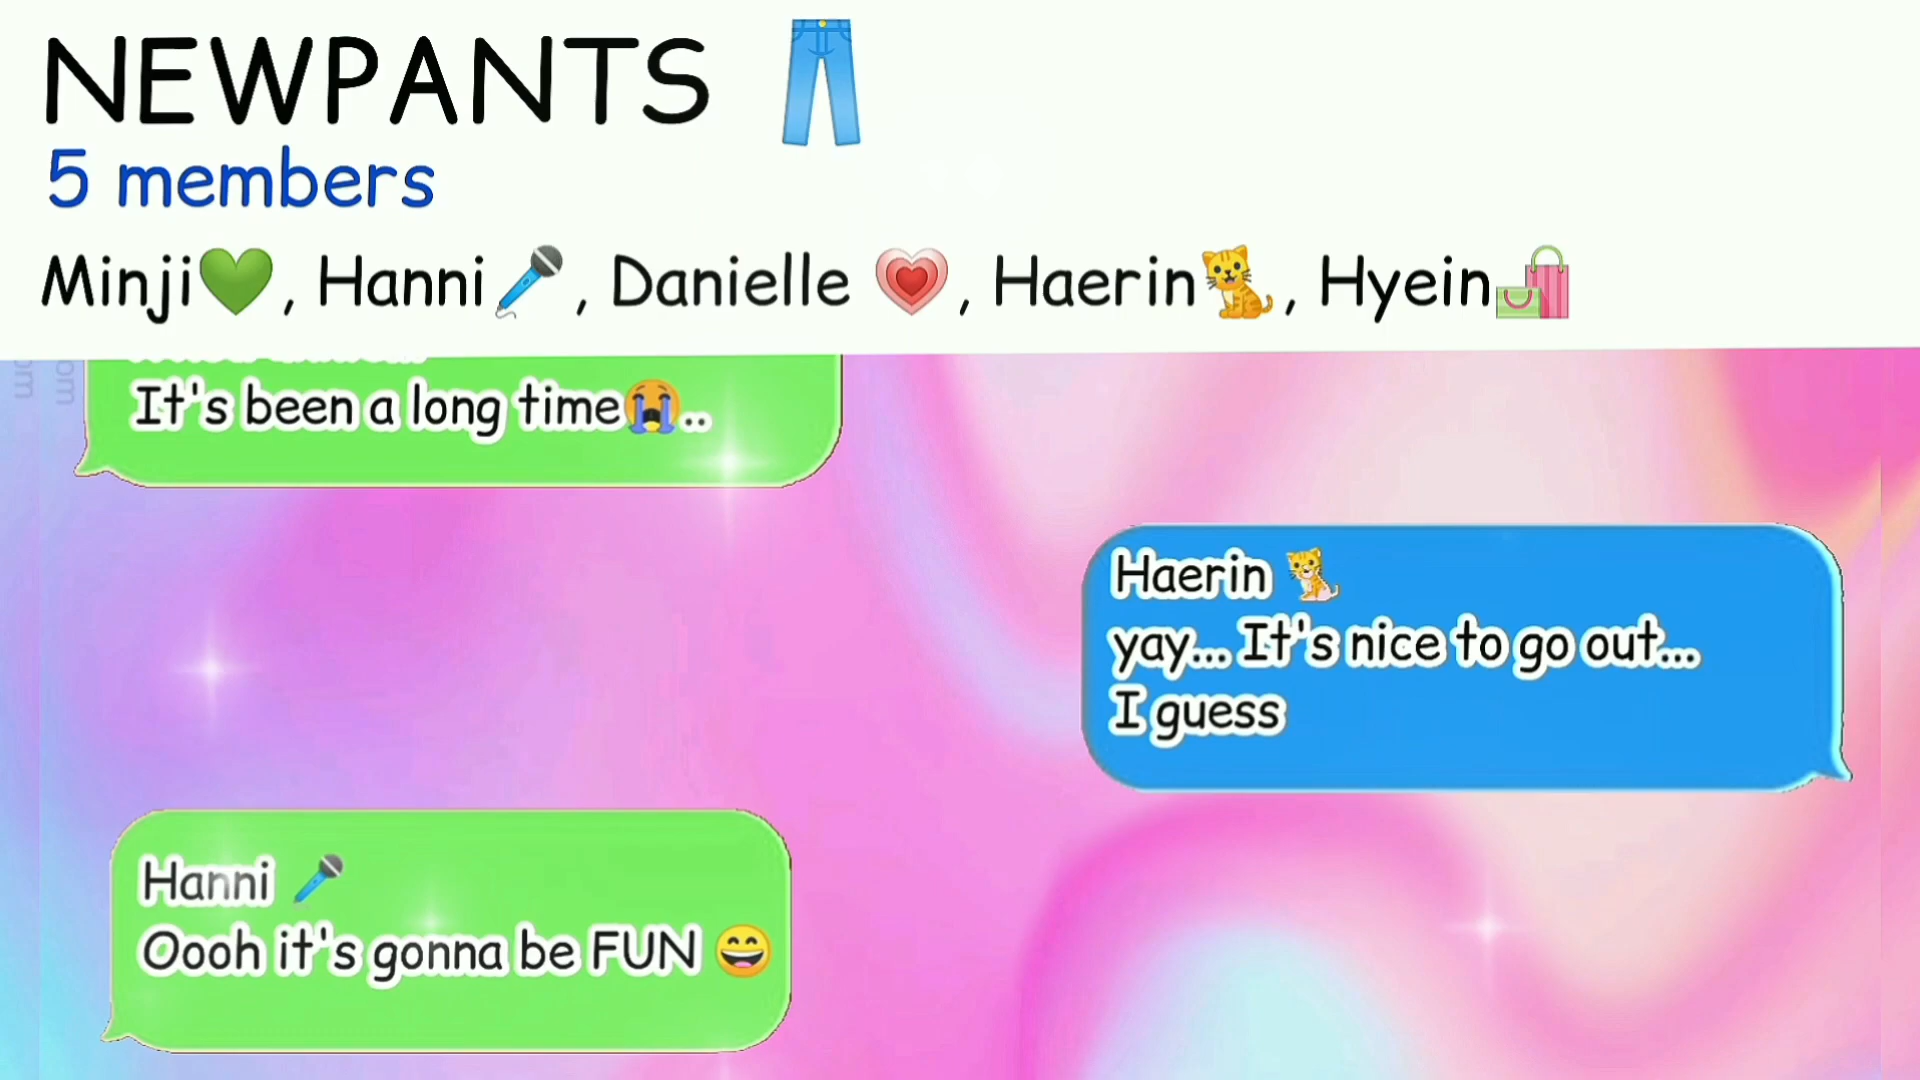 NEWPANTS 👖
5 members
Minji💚, Hanni🎤, Danielle 💗, Haerin🐈, Hyein🛍️
It's been a long time😭..
Haerin 🐆
yay... It's nice to go out...
I guess
Hanni 🎤
Oooh it's gonna be FUN 😄